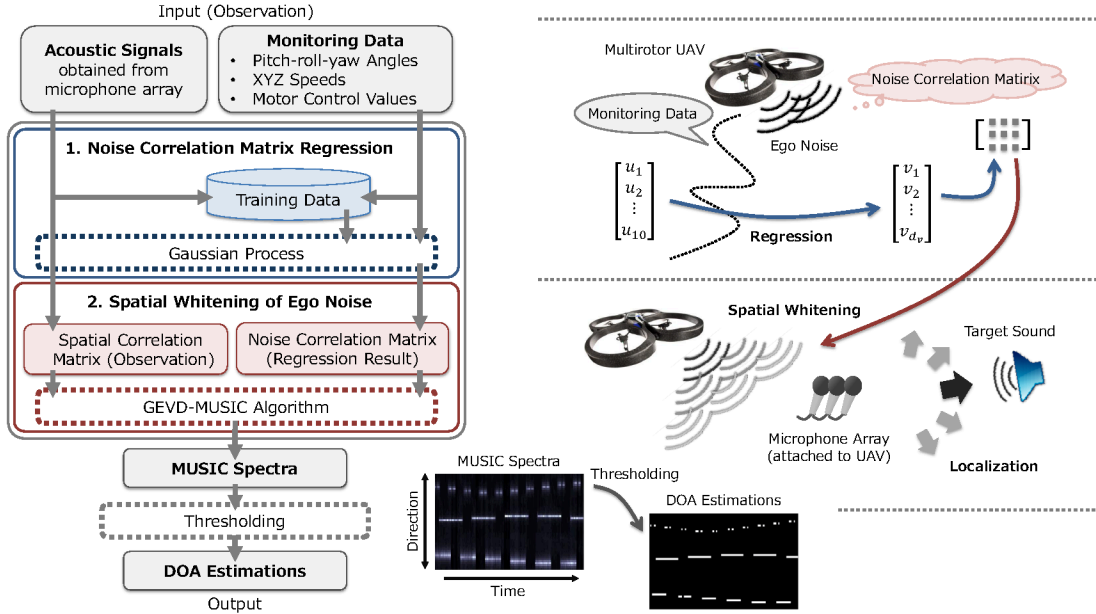 Input (Observation)
Acoustic Signals
obtained from
microphone array
Monitoring Data
• Pitch-roll-yaw Angles
• XYZ Speeds
• Motor Control Values
1. Noise Correlation Matrix Regression
Training Data
Gaussian Process
2. Spatial Whitening of Ego Noise
Spatial Correlation
Matrix (Observation)
Noise Correlation Matrix
(Regression Result)
GEVD-MUSIC Algorithm
MUSIC Spectra
Thresholding
DOA Estimations
Output
Multirotor UAV
Noise Correlation Matirix
Monitoring Data
Ego Noise
u1
u2
⋮
u10
Regression
v1
v2
⋮
vdv
Spatial Whitening
Target Sound
Microphone Array
(attached to UAV)
Localization
MUSIC Spectra
Thresholding
Direction
Time
DOA Estimations